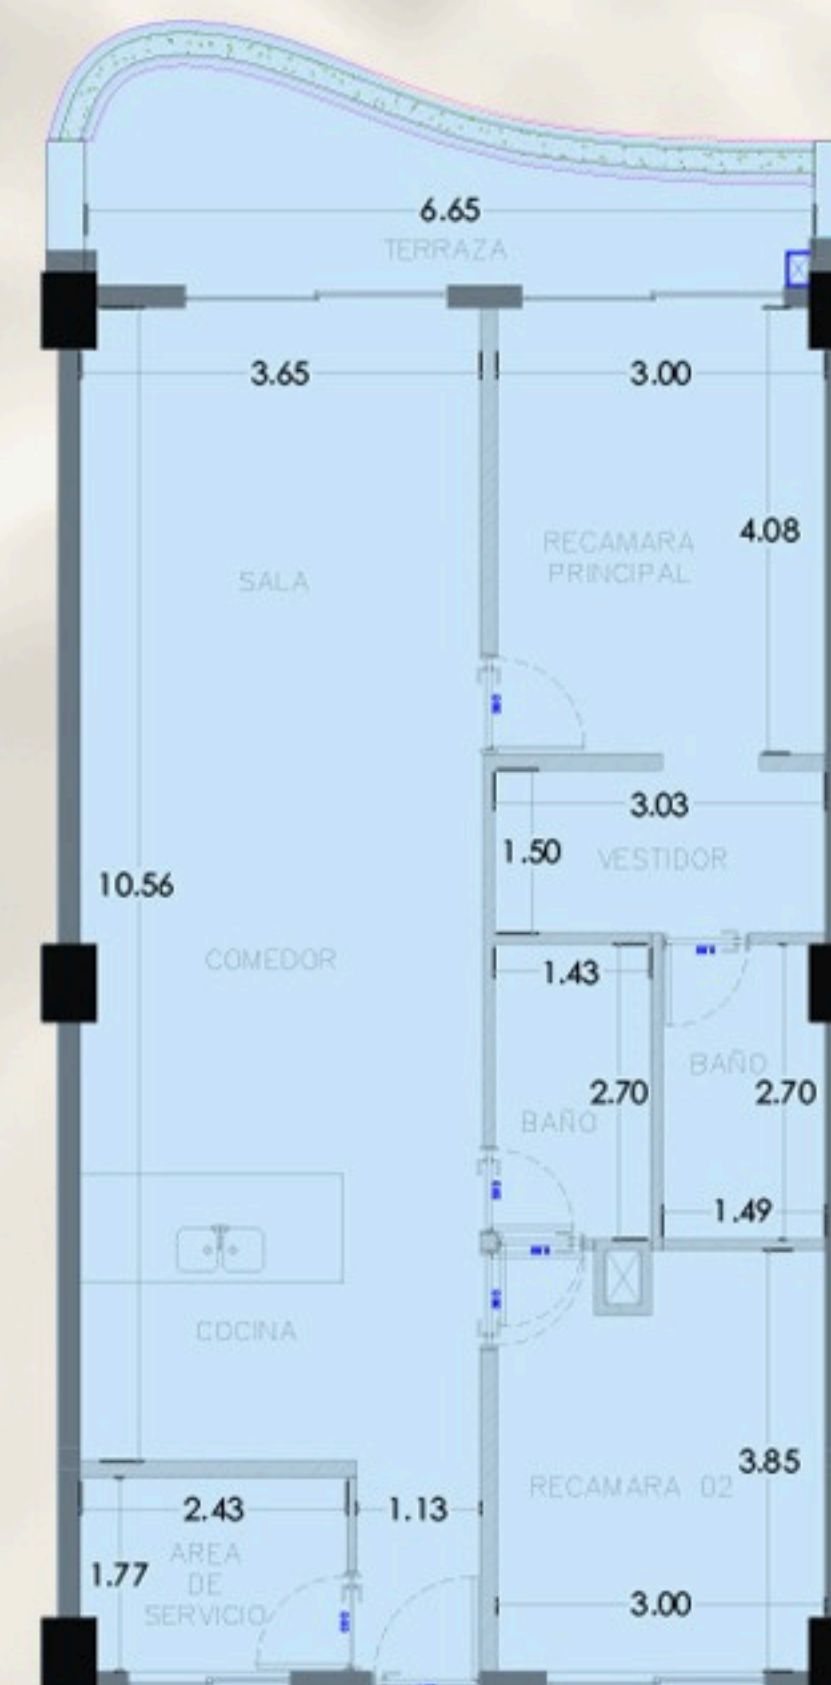 6.65
TERRAZA
3.65
3.00
4.08
RECAMARA
PRINCIPAL
SALA
3.03
1.50
VESTIDOR
10.56
COMEDOR
1.43
BAÑO
2.70
2.70
BAÑO
1.49
COCINA
3.85
RECAMARA 02
2.43
1.13
1.77
AREA
DE
SERVICIO
3.00